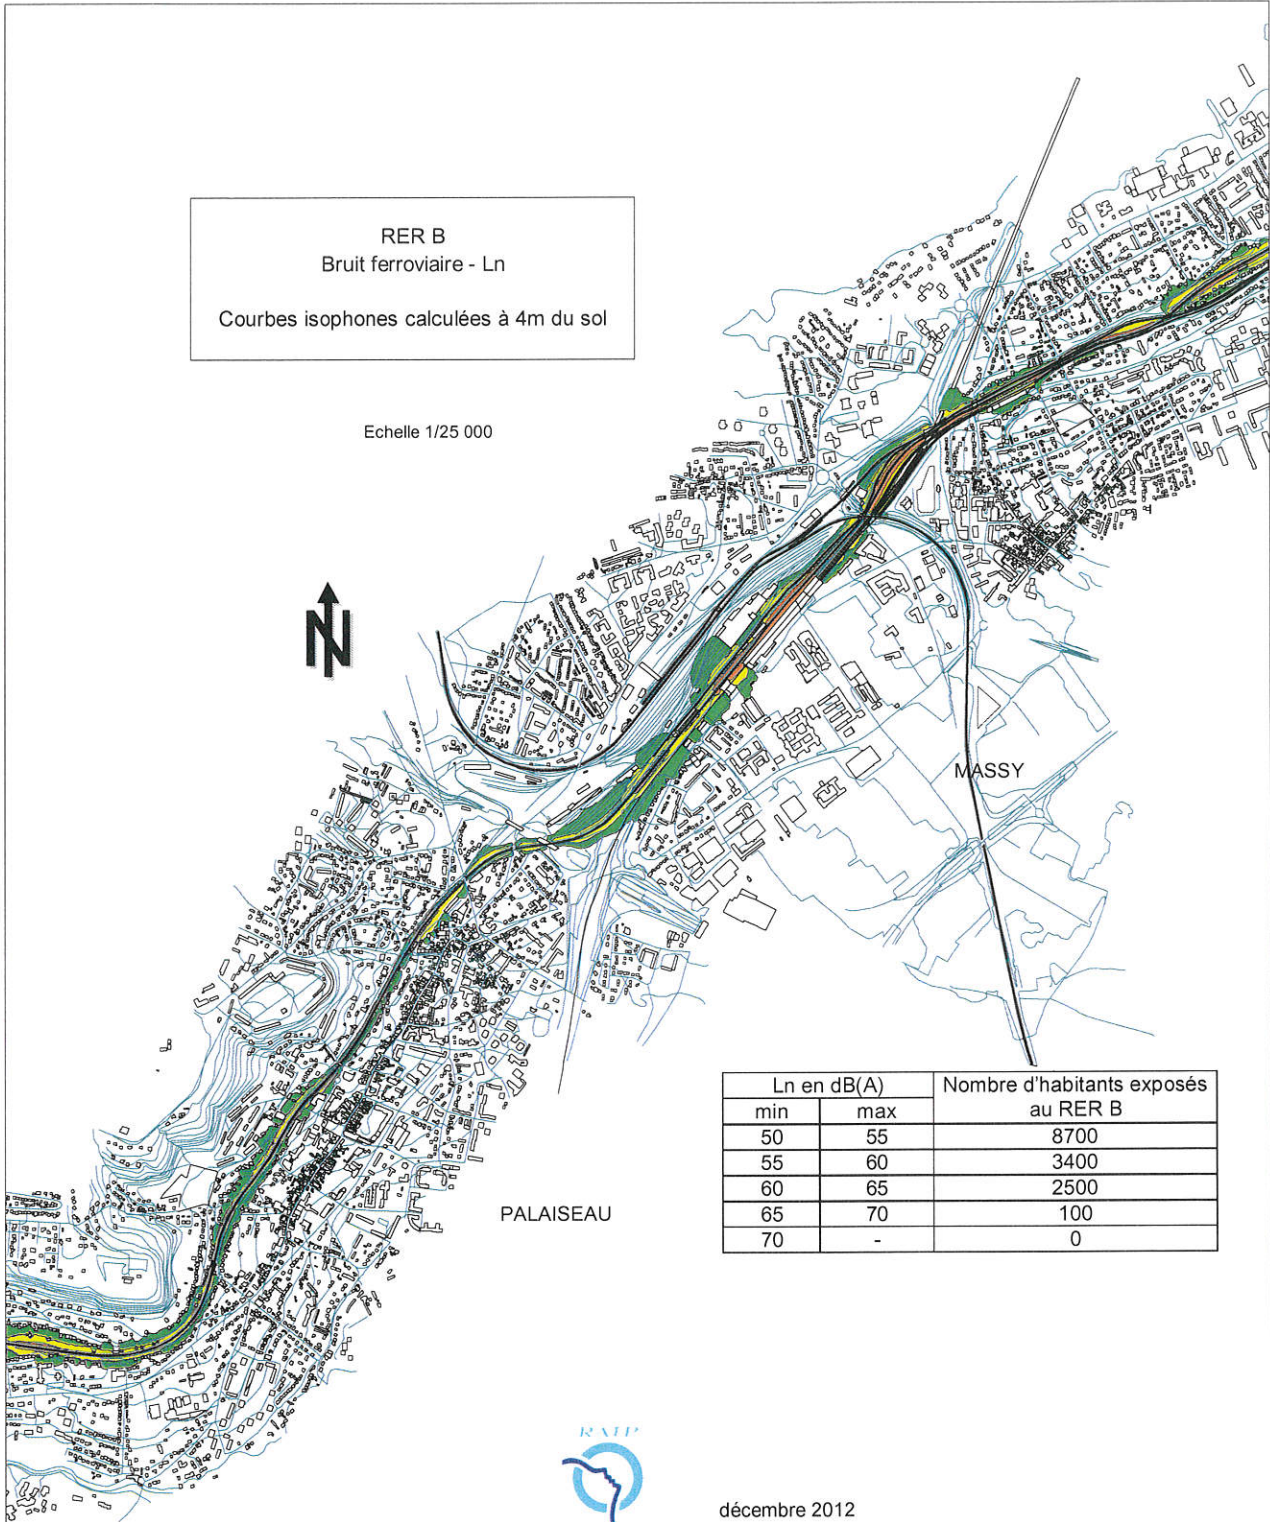 RER B
Bruit ferroviaire - Ln
Courbes isophones calculées à 4m du sol
Echelle 1/25 000
N
MASSY
Ln en dB(A) Nombre d'habitants exposés au RER B
min max
50 55 8700
55 60 3400
60 65 2500
65 70 100
70 - 0
PALAISEAU
RATP
décembre 2012